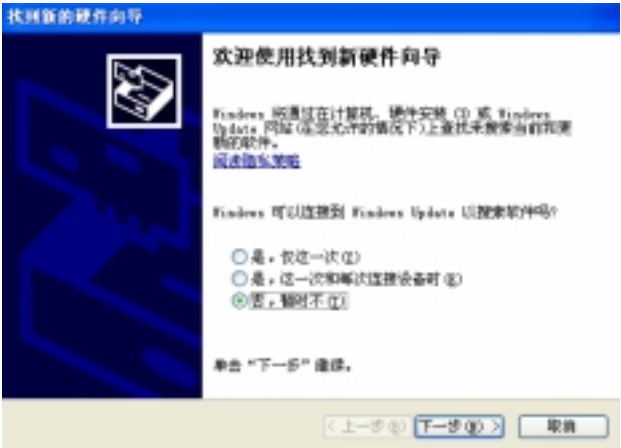 找到新的硬件向导
欢迎使用找到新硬件向导
Windows 将通过在计算机、硬件安装 CD 或 Windows
Update 网站(在您允许的情况下)上查找来搜索当前和更
新的软件。
阅读隐私策略
Windows 可以连接到 Windows Update 以搜索软件吗?
是，仅这一次(Y)
是，这一次和每次连接设备时(E)
否，暂时不(T)
单击“下一步”继续。
<上一步(B)
下一步(N) >
取消